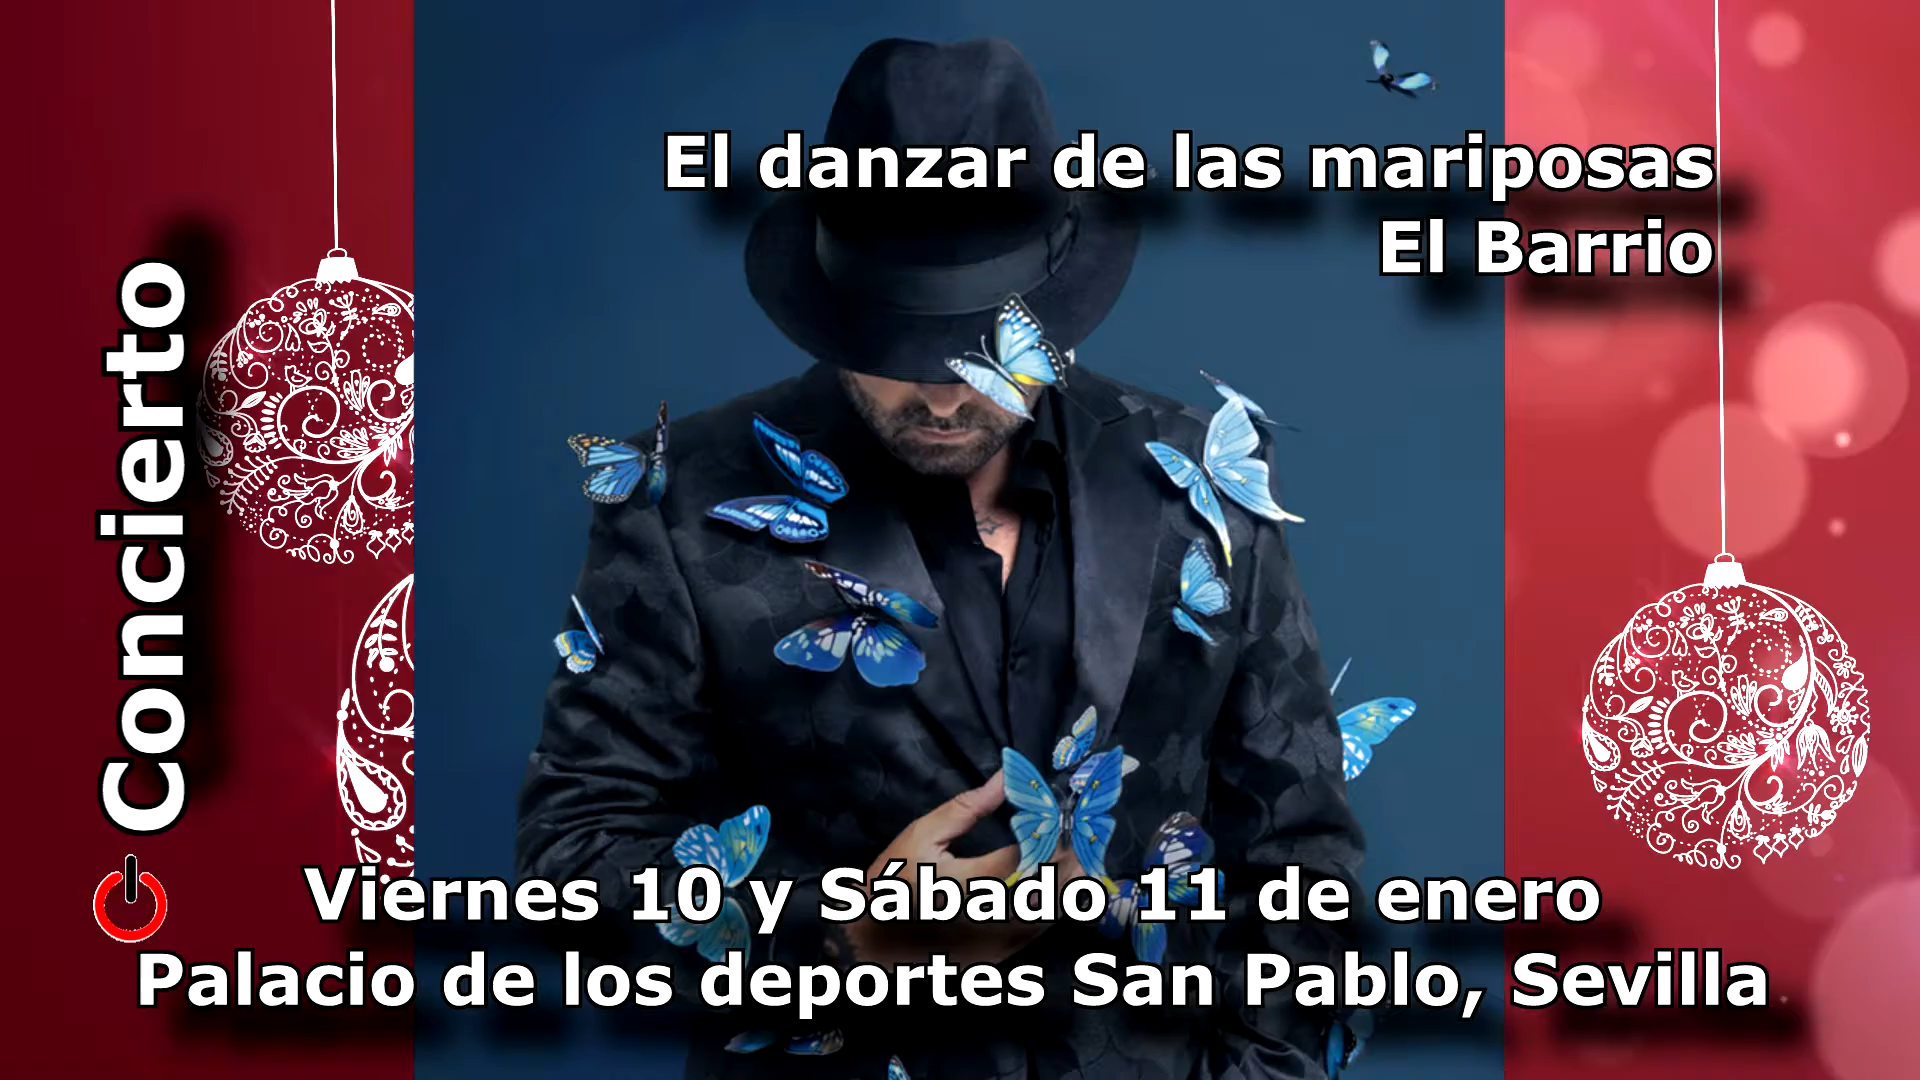 El danzar de las mariposas
El Barrio
Concierto
Viernes 10 y Sábado 11 de enero
Palacio de los deportes San Pablo, Sevilla